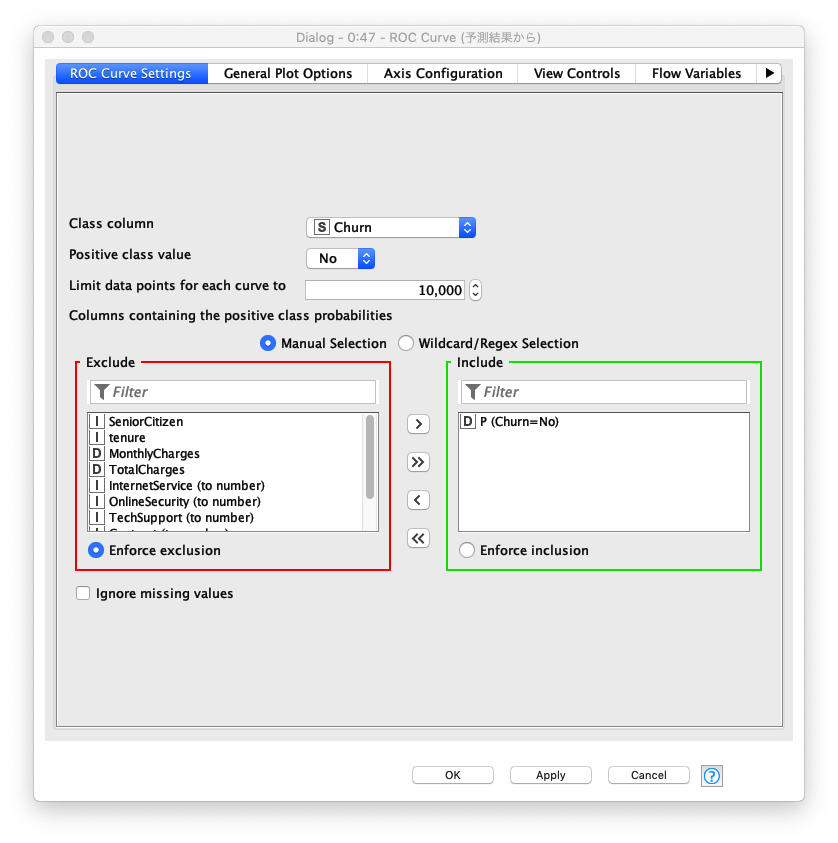 Dialog - 0:47 - ROC Curve (予測結果から)
ROC Curve Settings General Plot Options Axis Configuration View Controls Flow Variables
Class column
S Churn
Positive class value
No
Limit data points for each curve to
10,000
Columns containing the positive class probabilities
Manual Selection Wildcard/Regex Selection
Exclude
Filter
I SeniorCitizen
I tenure
D MonthlyCharges
D TotalCharges
I InternetService (to number)
I OnlineSecurity (to number)
I TechSupport (to number)
Enforce exclusion
Include
Filter
D P (Churn=No)
Enforce inclusion
Ignore missing values
OK Apply Cancel ?